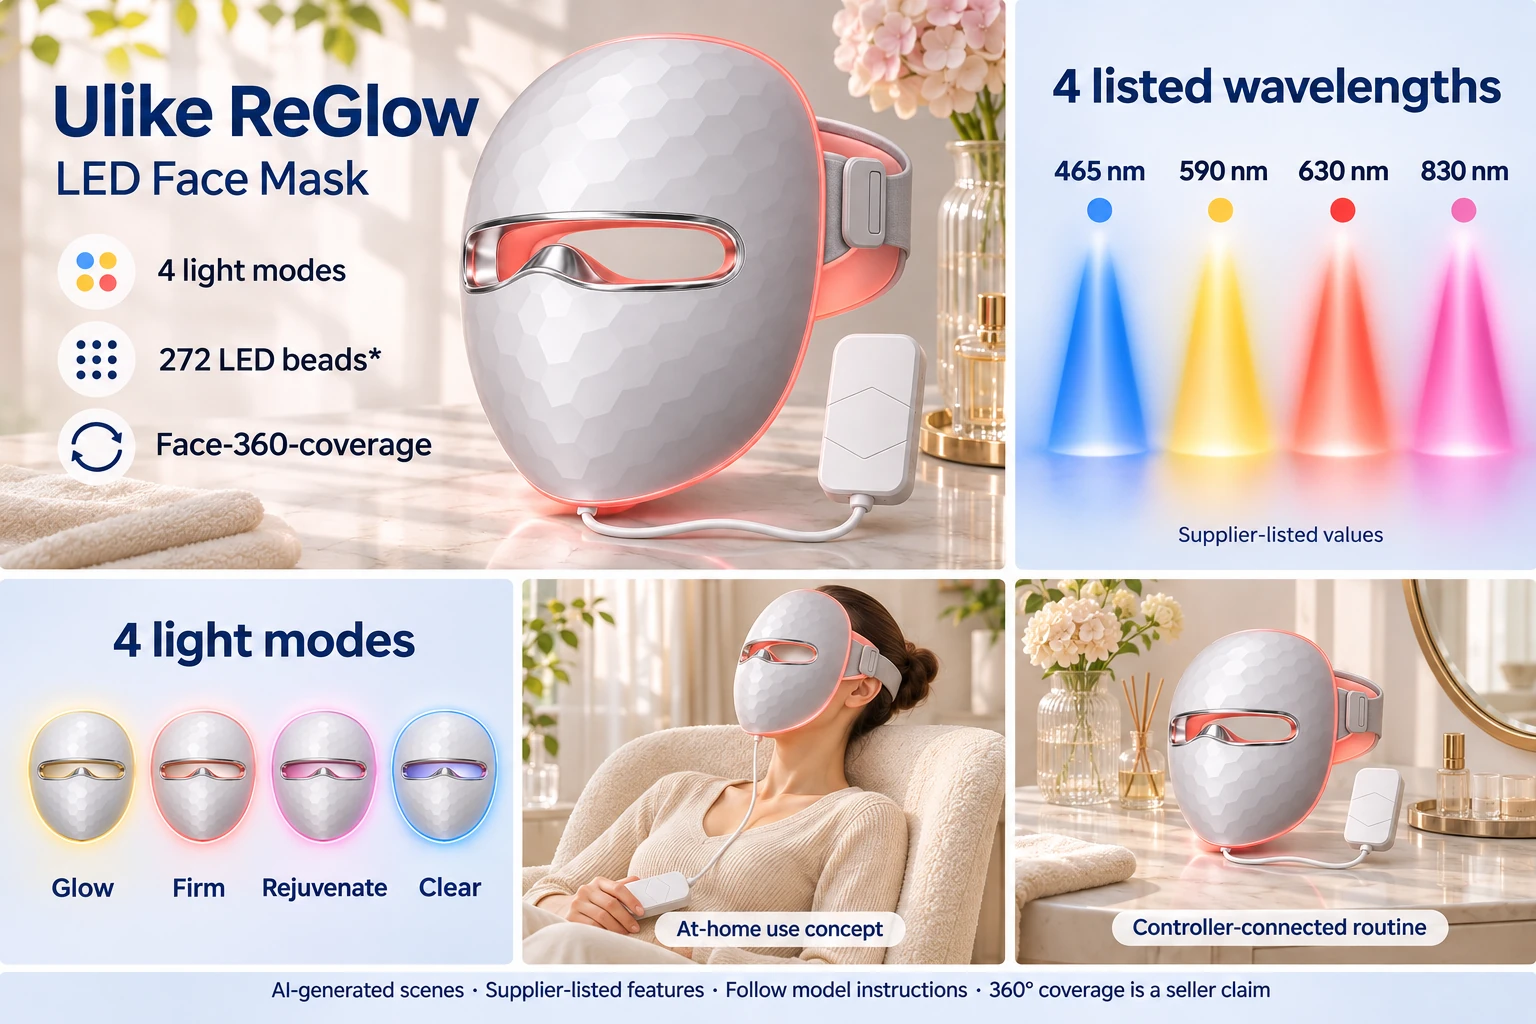 Ulike ReGlow
LED Face Mask
4 light modes
272 LED beads*
Face-360-coverage
4 listed wavelengths
465 nm
590 nm
630 nm
830 nm
Supplier-listed values
4 light modes
Glow
Firm
Rejuvenate
Clear
At-home use concept
Controller-connected routine
AI-generated scenes · Supplier-listed features · Follow model instructions · 360° coverage is a seller claim